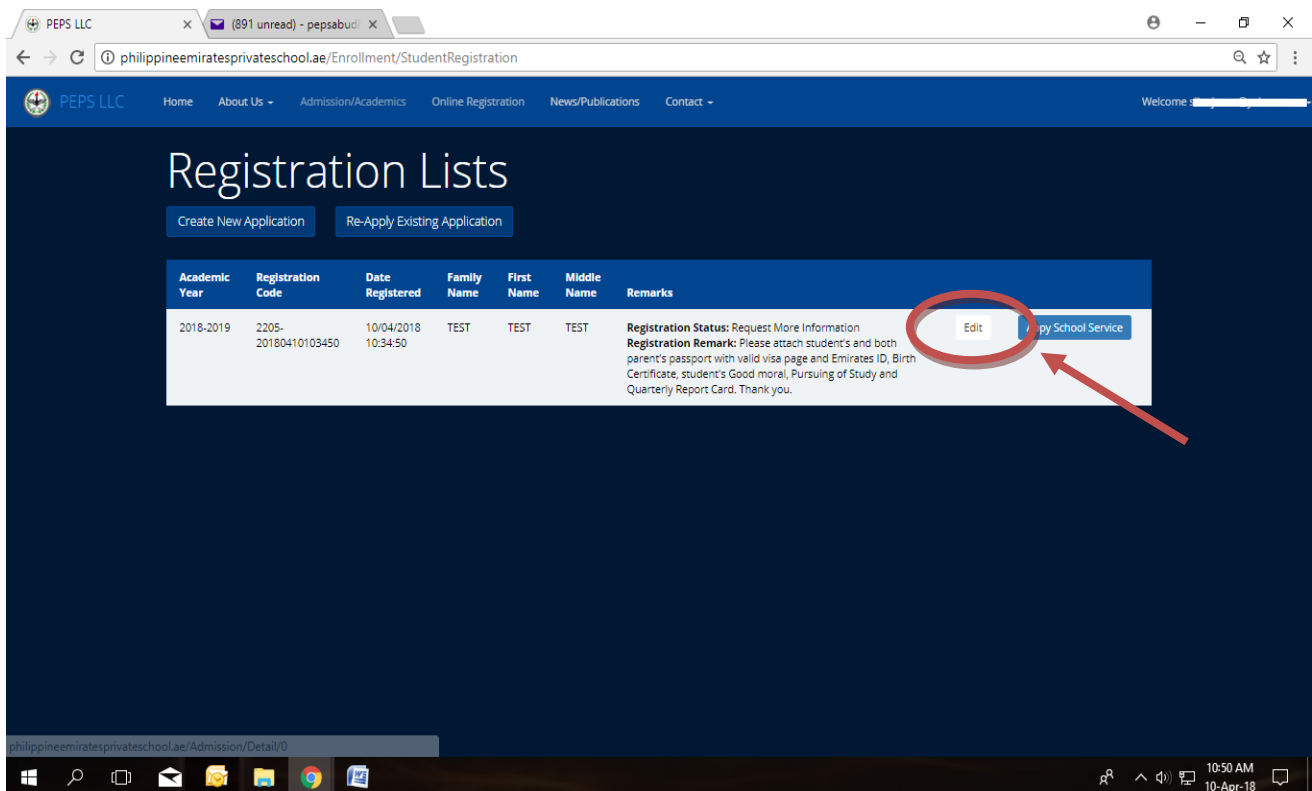 PEPS LLC
(891 unread) - pepsabudi
philippineemiratesprivateschool.ae/Enrollment/StudentRegistration
PEPS LLC Home About Us Admission/Academics Online Registration News/Publications Contact Welcome
Registration Lists
Create New Application Re-Apply Existing Application
Academic Year Registration Code Date Registered Family Name First Name Middle Name Remarks
2018-2019 2205-20180410103450 10/04/2018 10:34:50 TEST TEST TEST
Registration Status: Request More Information
Registration Remark: Please attach student's and both
parent's passport with valid visa page and Emirates ID, Birth
Certificate, student's Good moral, Pursuing of Study and
Quarterly Report Card. Thank you.
Edit
Appy School Service
philippineemiratesprivateschool.ae/Admission/Detail/0
10:50 AM
10-Apr-18